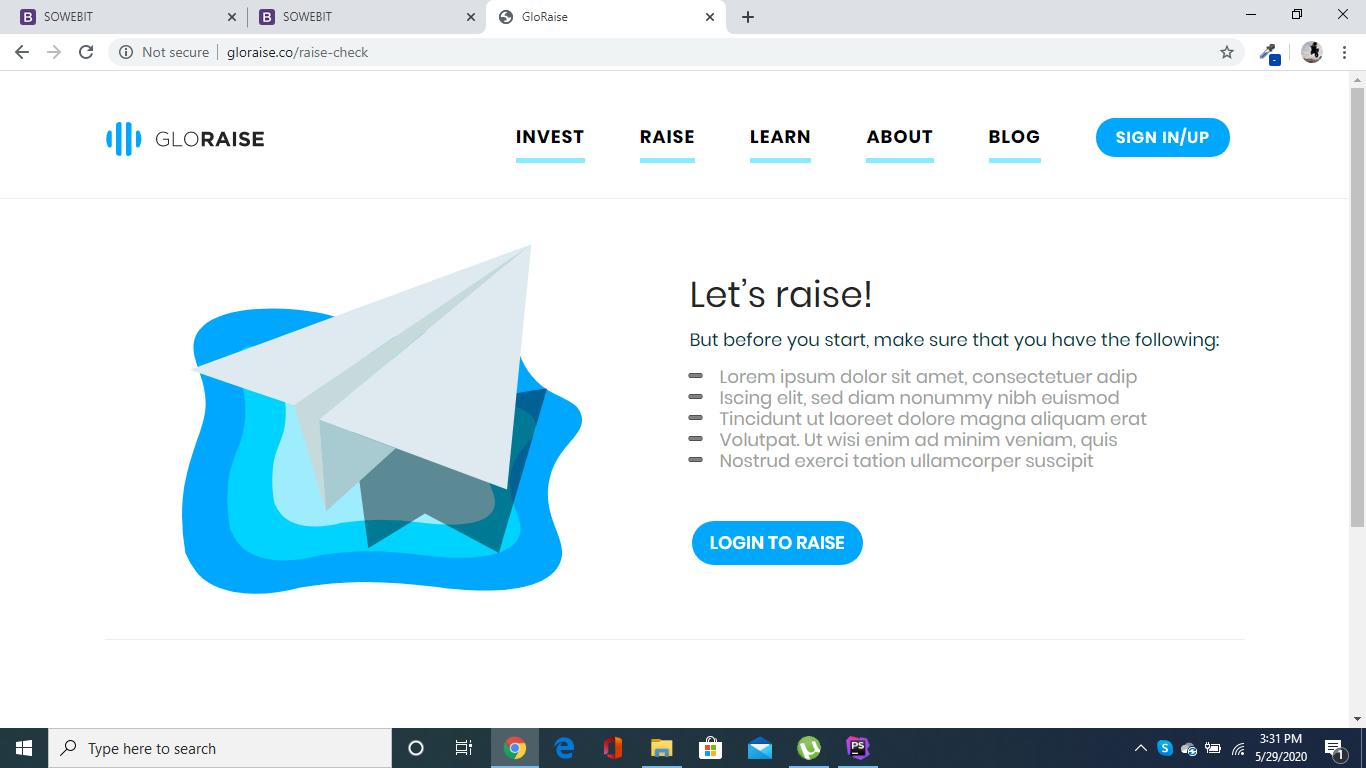 SOWEBIT
SOWEBIT
GloRaise
Not secure
gloraise.co/raise-check
GLORAISE
INVEST
RAISE
LEARN
ABOUT
BLOG
SIGN IN/UP
Let's raise!
But before you start, make sure that you have the following:
Lorem ipsum dolor sit amet, consectetuer adip
Iscing elit, sed diam nonummy nibh euismod
Tincidunt ut laoreet dolore magna aliquam erat
Volutpat. Ut wisi enim ad minim veniam, quis
Nostrud exerci tation ullamcorper suscipit
LOGIN TO RAISE
Type here to search
PS
3:31 PM
5/29/2020
1